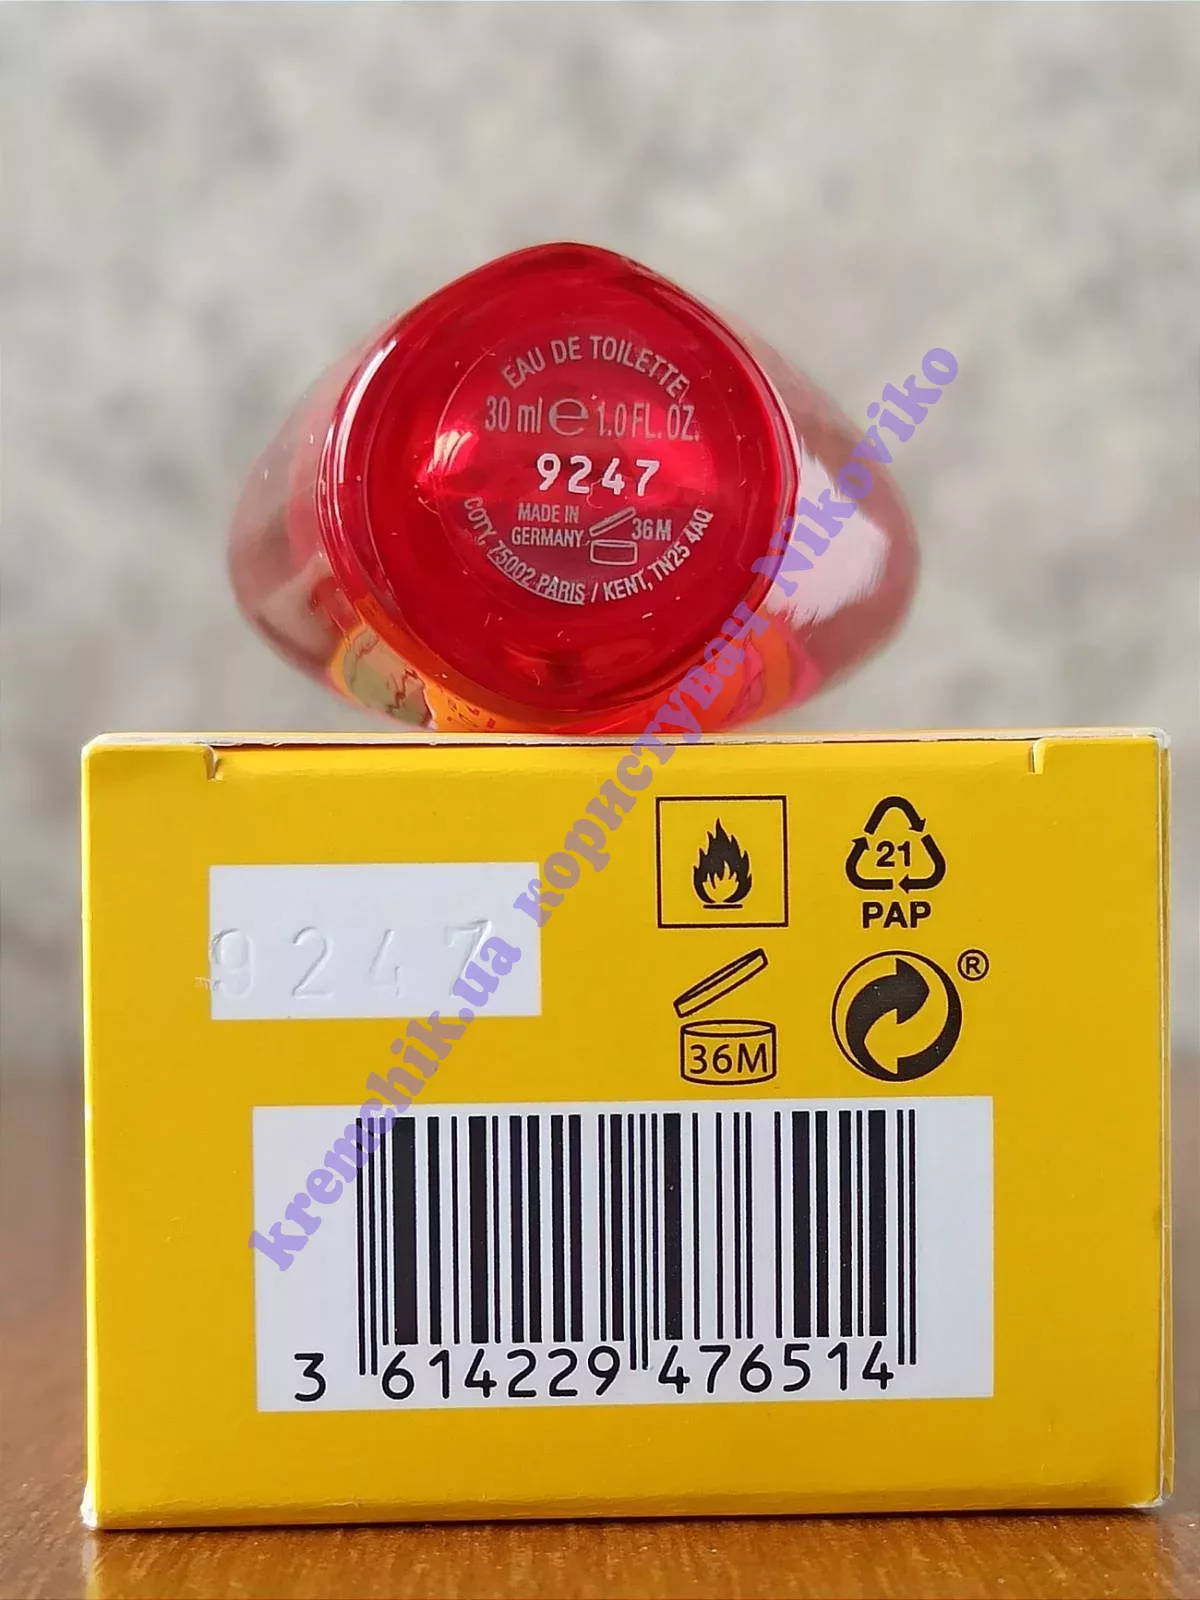 EAU DE TOILETTE
30 ml e 1.0 FL. OZ.
9247
MADE IN
GERMANY
36 M
COTY, 75002 PARIS / KENT, TN25 4AQ
kremchik.ua користувач Nikoviko
9247
21
PAP
36M
®
3 614229 476514